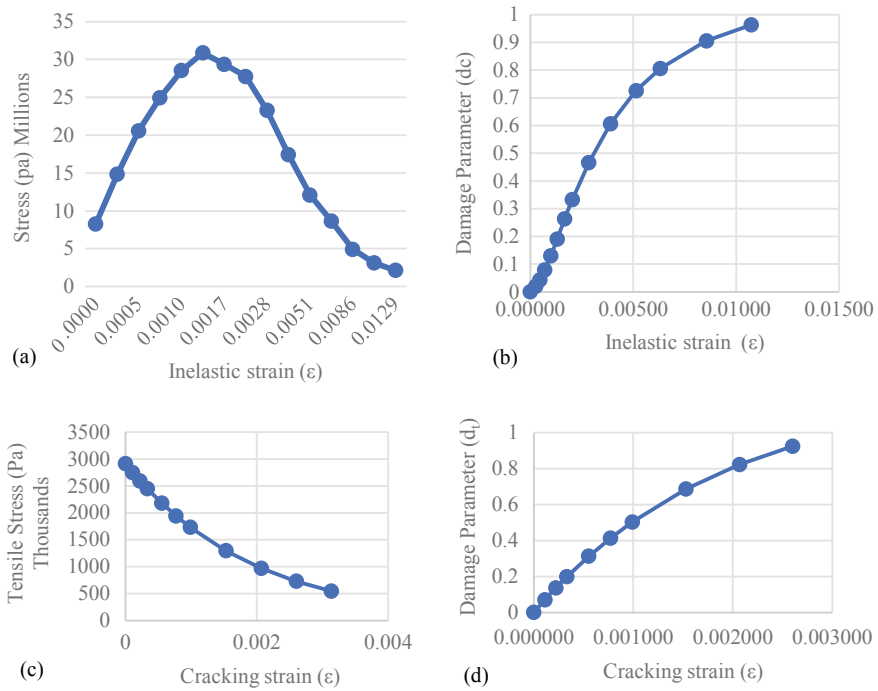 35
30
25
20
15
10
5
0
Stress (pa) Millions
0.0000
0.0005
0.0010
0.0017
0.0028
0.0051
0.0086
0.0129
Inelastic strain (ε)
(a)
1
0.9
0.8
0.7
0.6
0.5
0.4
0.3
0.2
0.1
0
Damage Parameter (dc)
0.00000 0.00500 0.01000 0.01500
Inelastic strain (ε)
(b)
3500
3000
2500
2000
1500
1000
500
0
Tensile Stress (Pa)
Thousands
0 0.002 0.004
Cracking strain (ε)
(c)
1
0.8
0.6
0.4
0.2
0
Damage Parameter (dₜ)
0.000000 0.001000 0.002000 0.003000
Cracking strain (ε)
(d)